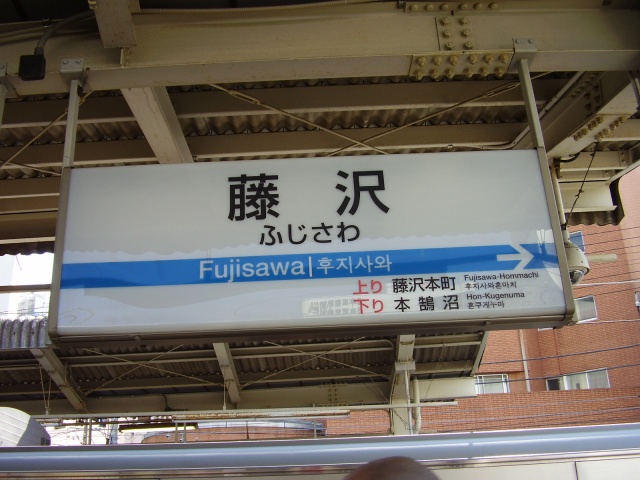 藤沢
ふじさわ
Fujisawa | 후지사와
上り 藤沢本町 Fujisawa-Hommachi 후지사와혼마치
下り 本鵠沼 Hon-Kugenuma 혼쿠게누마